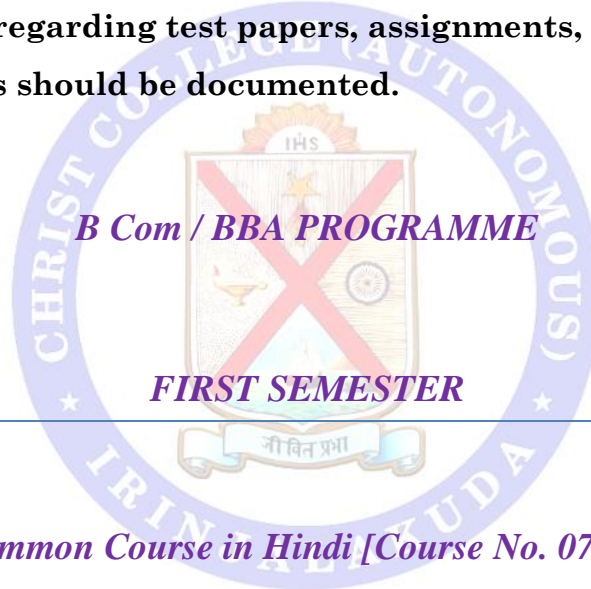 regarding test papers, assignments,
s should be documented.
CHRIST COLLEGE (AUTONOMOUS)
IHS
B Com / BBA PROGRAMME
FIRST SEMESTER
जीवित प्रभा
IRINJALAKUDA
mmon Course in Hindi [Course No. 07